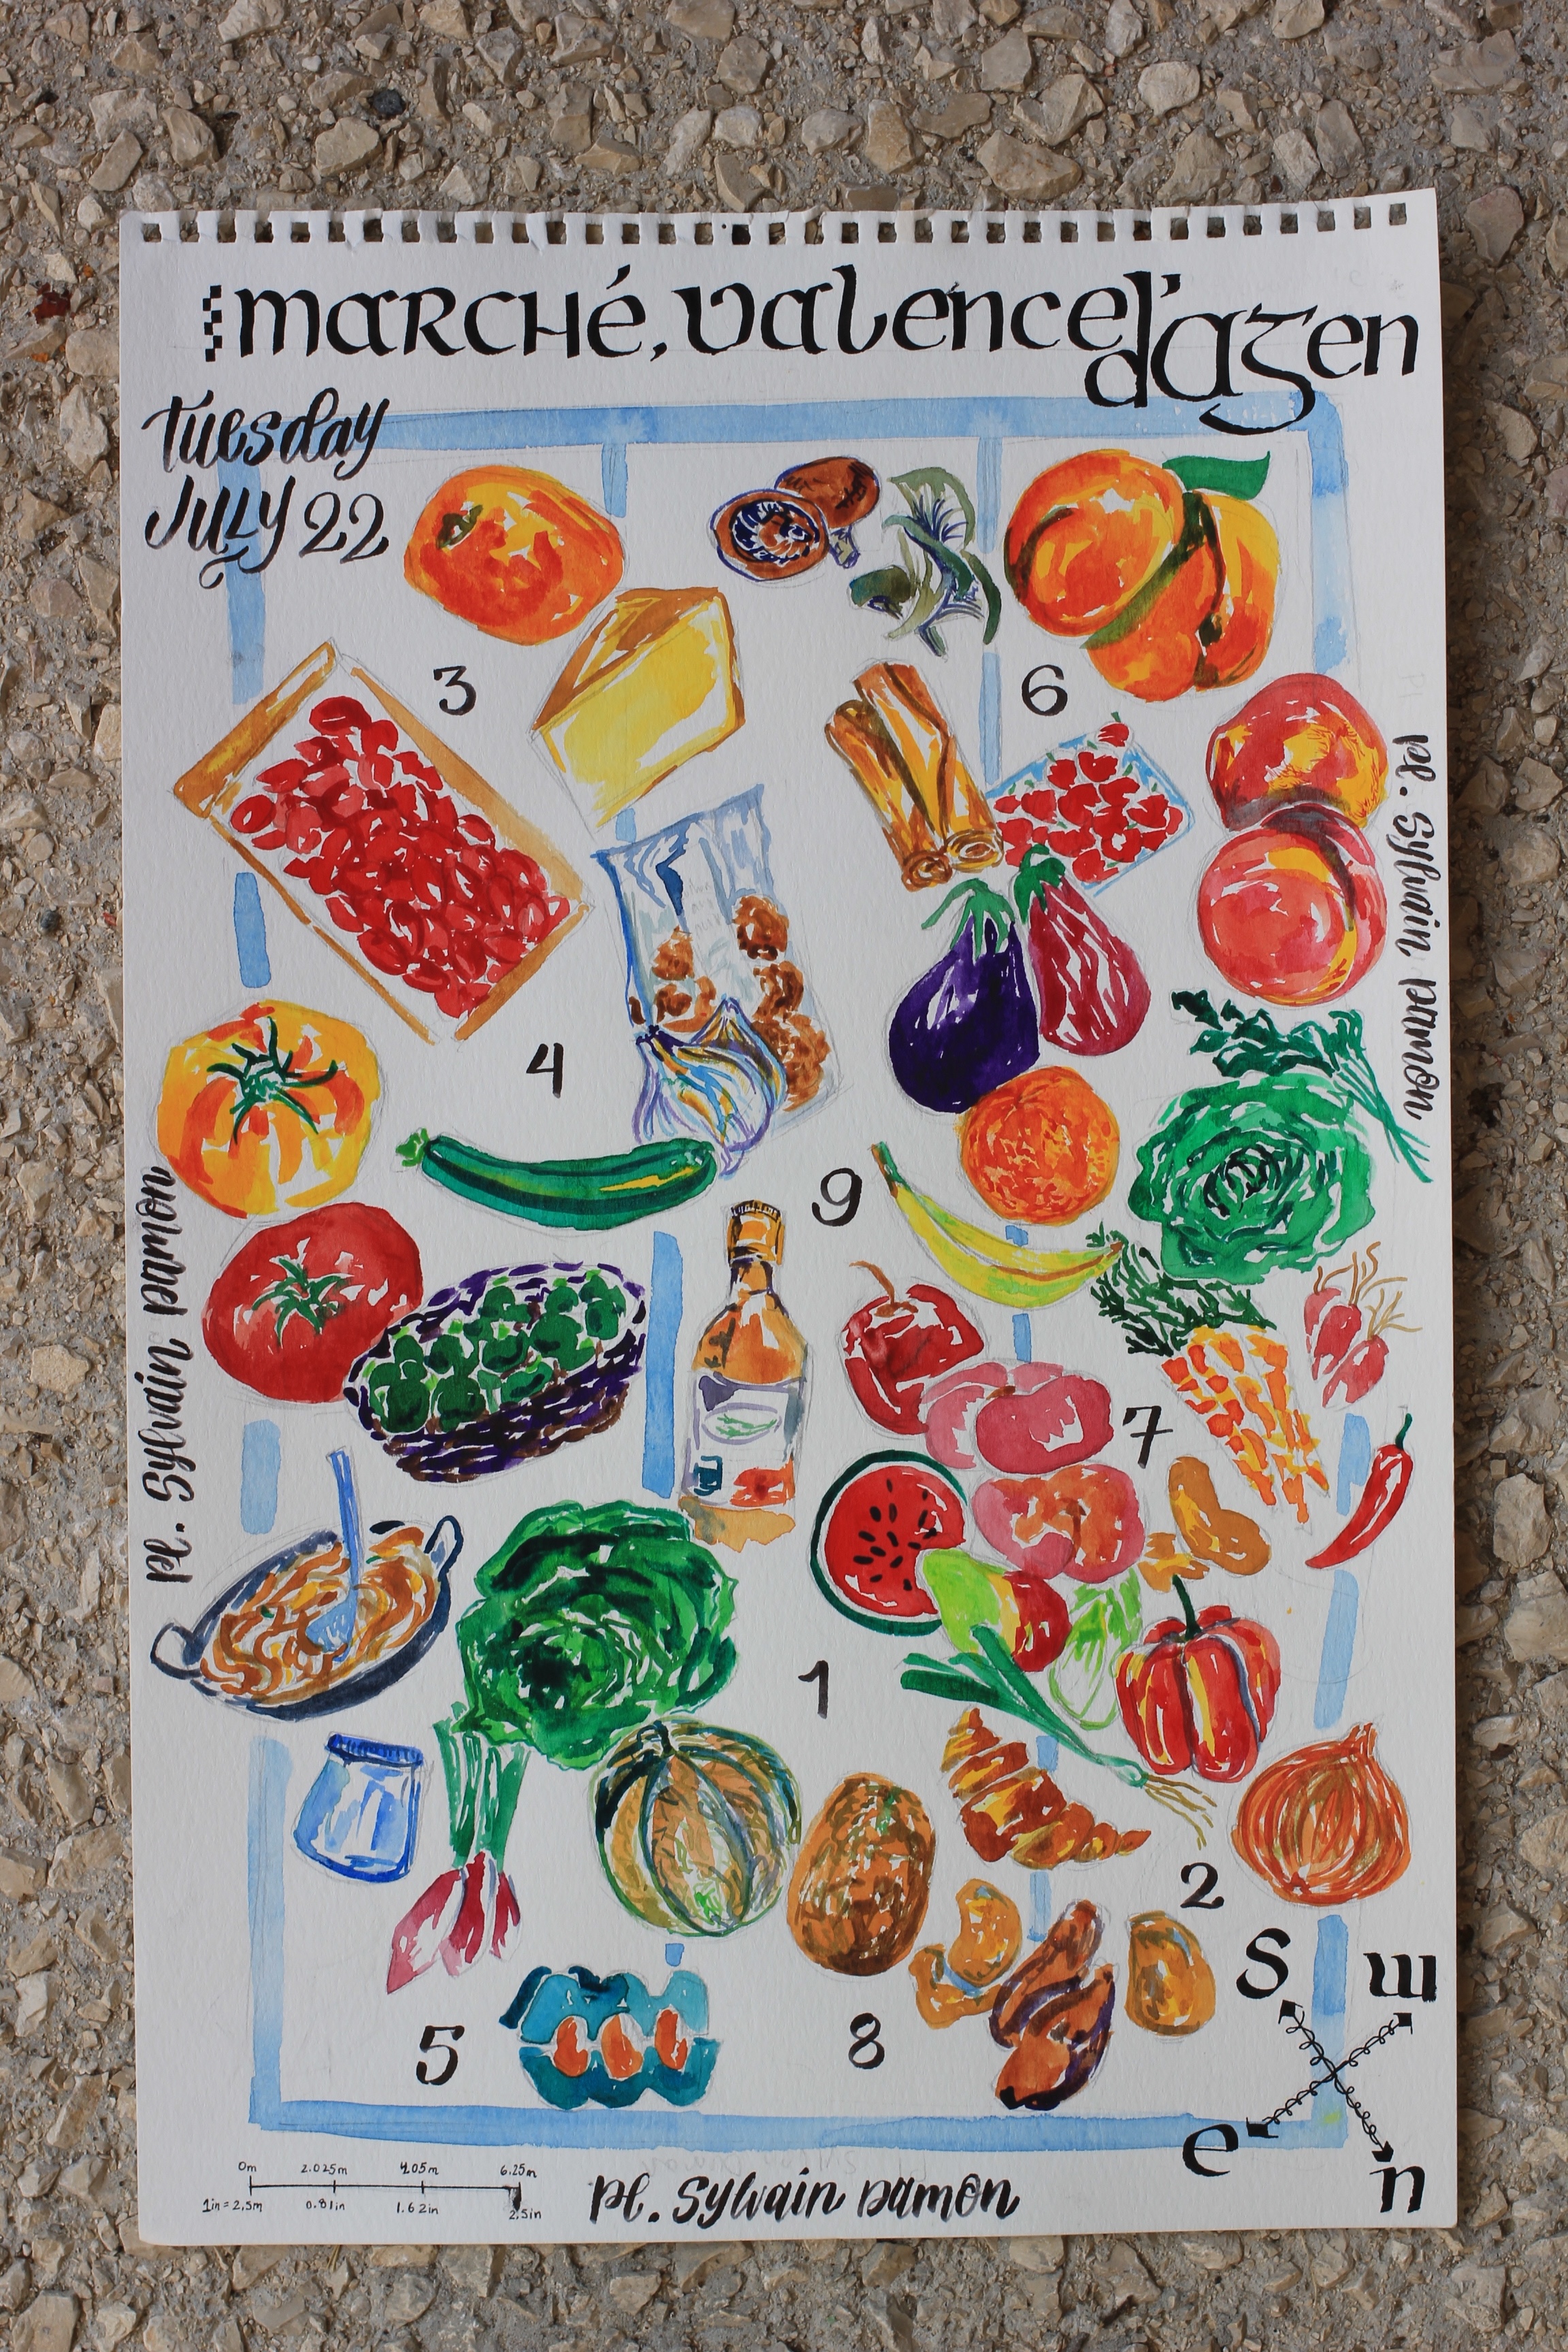 marché, valence d'agen
Tuesday
July 22
3
6
pl. Sylvain Damon
4
9
pl. Sylvain Damon
7
1
2
S
w
5
8
e
n
0m 2.025m 4.05m 6.25m
1in = 2.5m 0.81in 1.62in 2.5in
pl. Sylvain Damon